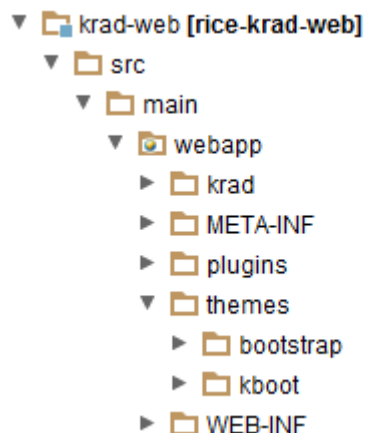 krad-web [rice-krad-web]
src
main
webapp
krad
META-INF
plugins
themes
bootstrap
kboot
WEB-INF